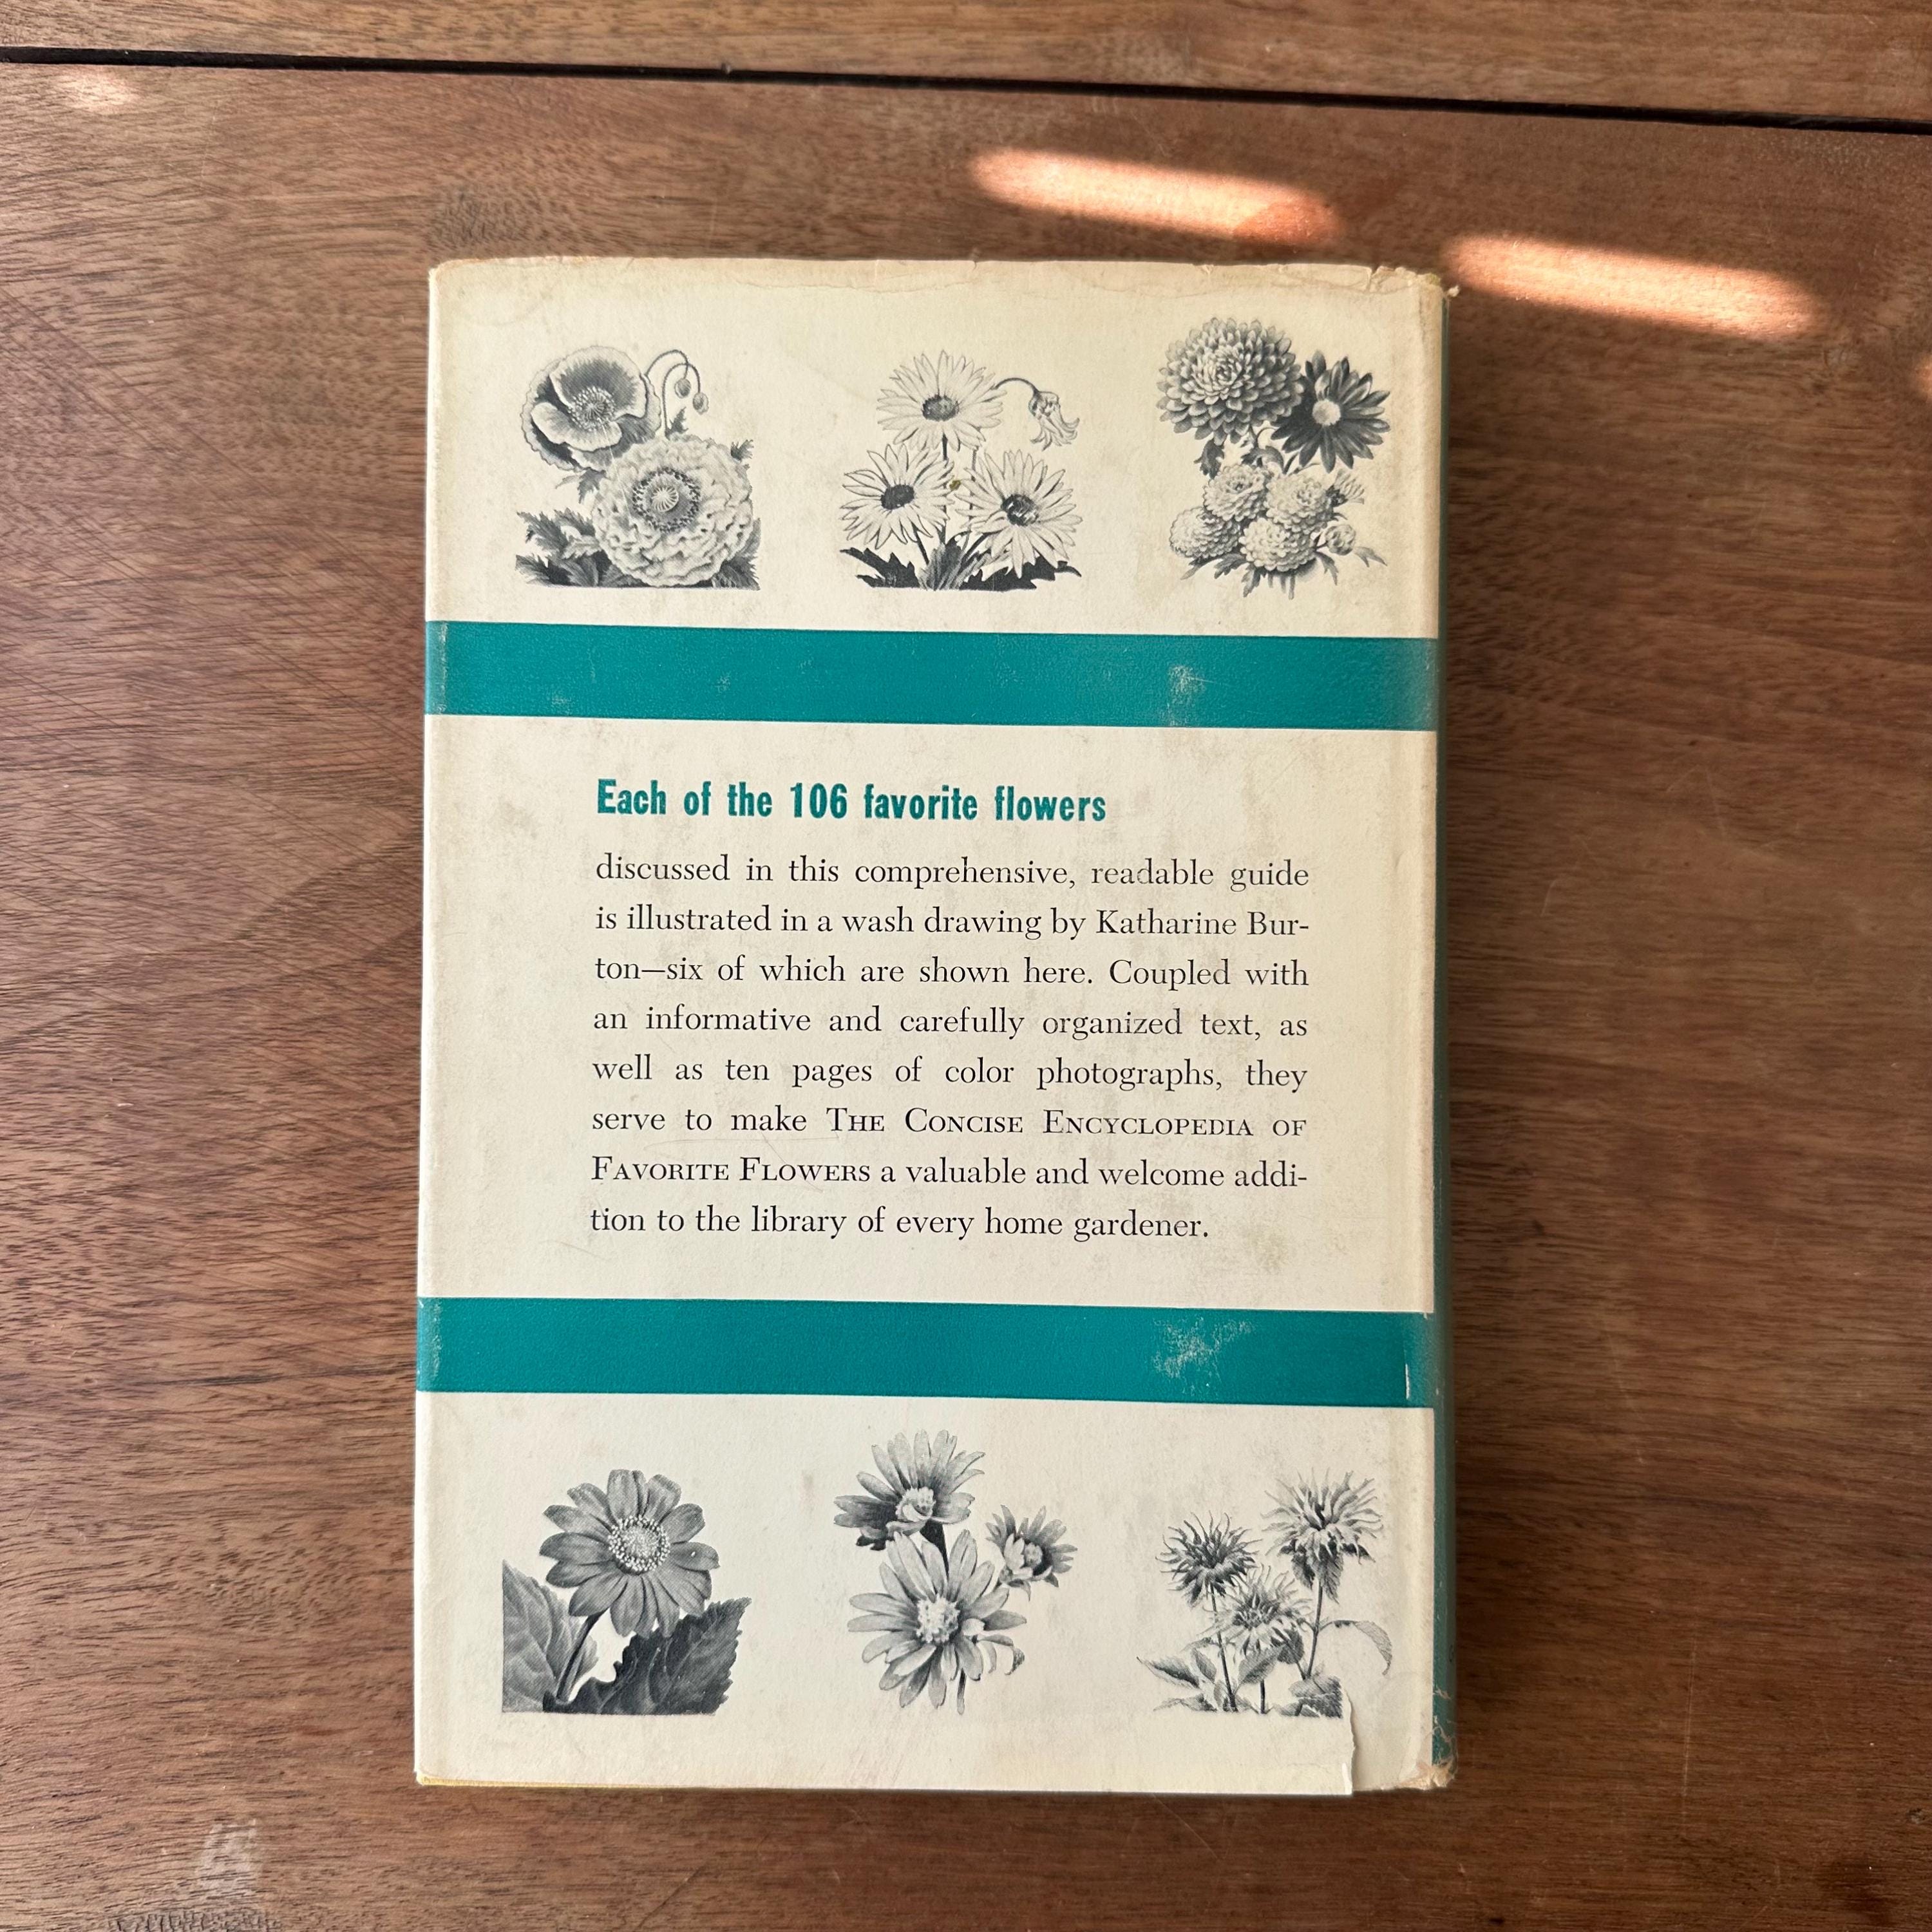 Each of the 106 favorite flowers
discussed in this comprehensive, readable guide
is illustrated in a wash drawing by Katharine Bur-
ton—six of which are shown here. Coupled with
an informative and carefully organized text, as
well as ten pages of color photographs, they
serve to make THE CONCISE ENCYCLOPEDIA OF
FAVORITE FLOWERS a valuable and welcome addi-
tion to the library of every home gardener.